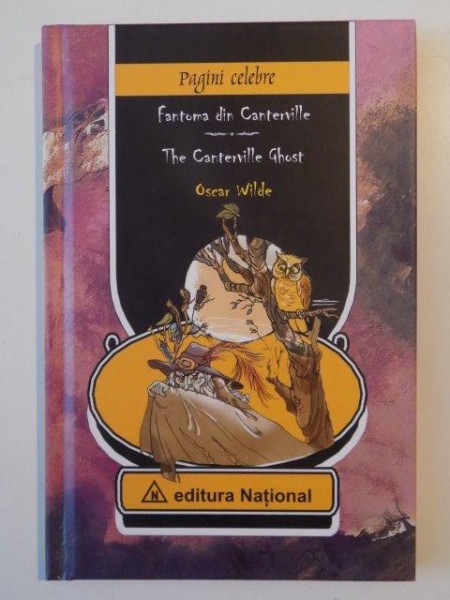 Pagini celebre
Fantoma din Canterville
The Canterville Ghost
Oscar Wilde
N editura Național